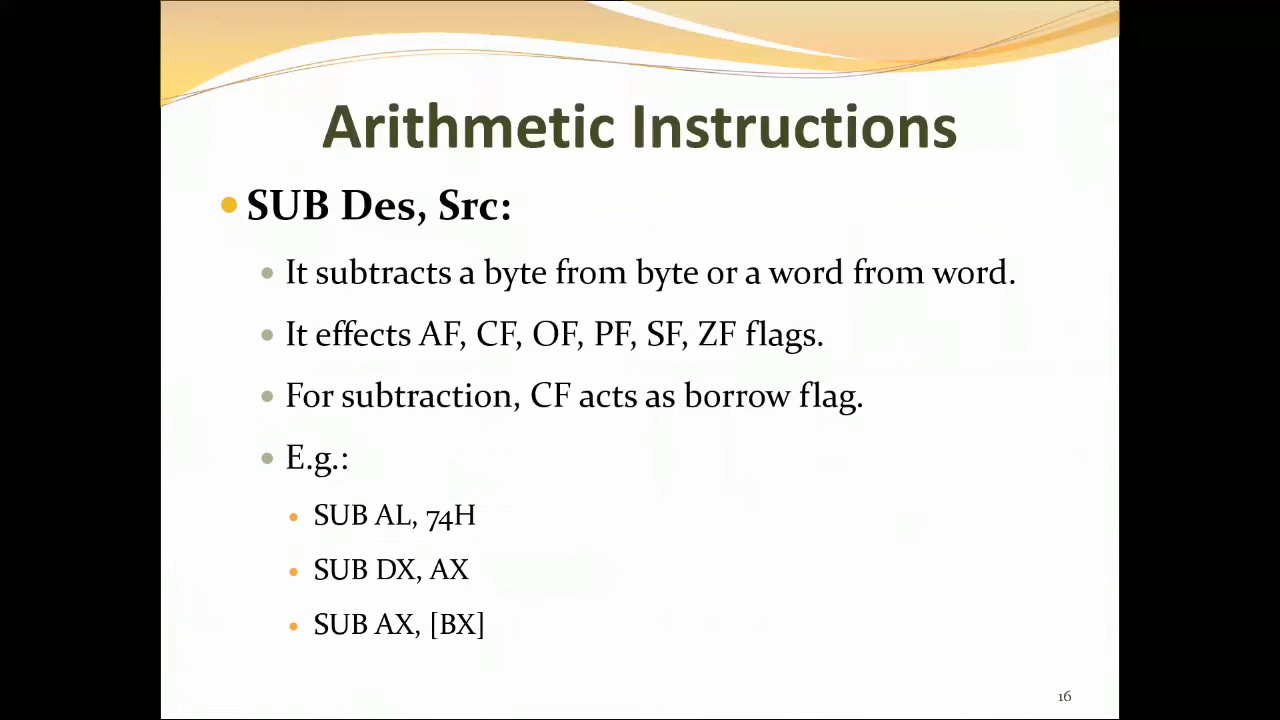 Arithmetic Instructions
• SUB Des, Src:
• It subtracts a byte from byte or a word from word.
• It effects AF, CF, OF, PF, SF, ZF flags.
• For subtraction, CF acts as borrow flag.
• E.g.:
• SUB AL, 74H
• SUB DX, AX
• SUB AX, [BX]
16